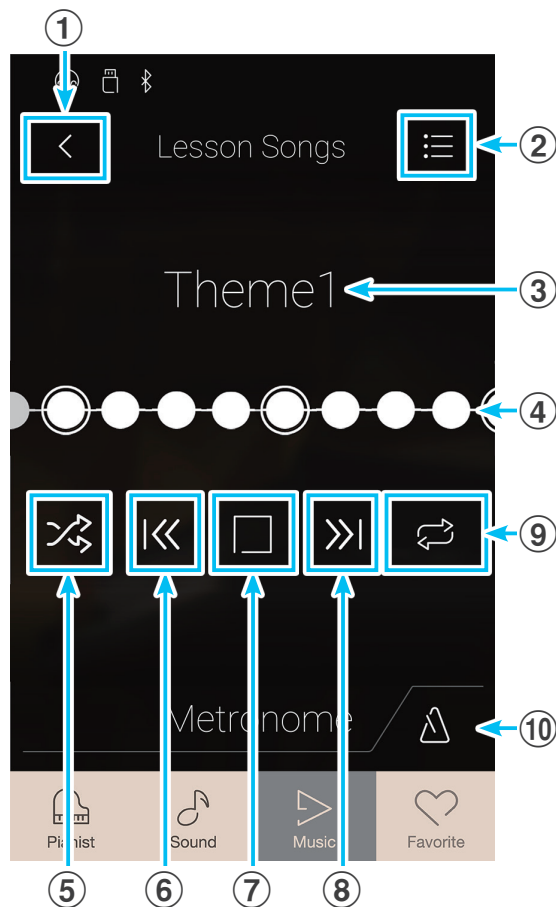 ①
Lesson Songs
②
Theme1
③
④
⑨
Metronome
⑩
Pianist Sound Music Favorite
⑤ ⑥ ⑦ ⑧